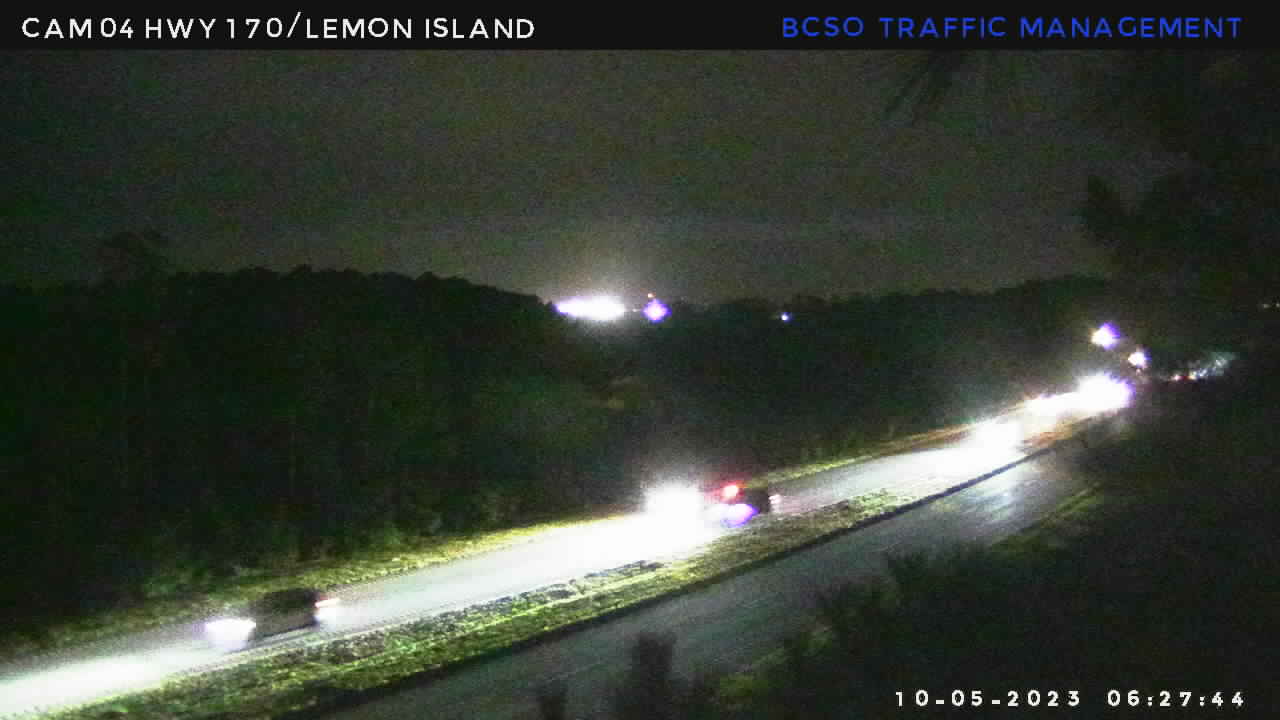 CAM04 HWY 170/LEMON ISLAND
BCSO TRAFFIC MANAGEMENT
10-05-2023 06:27:44